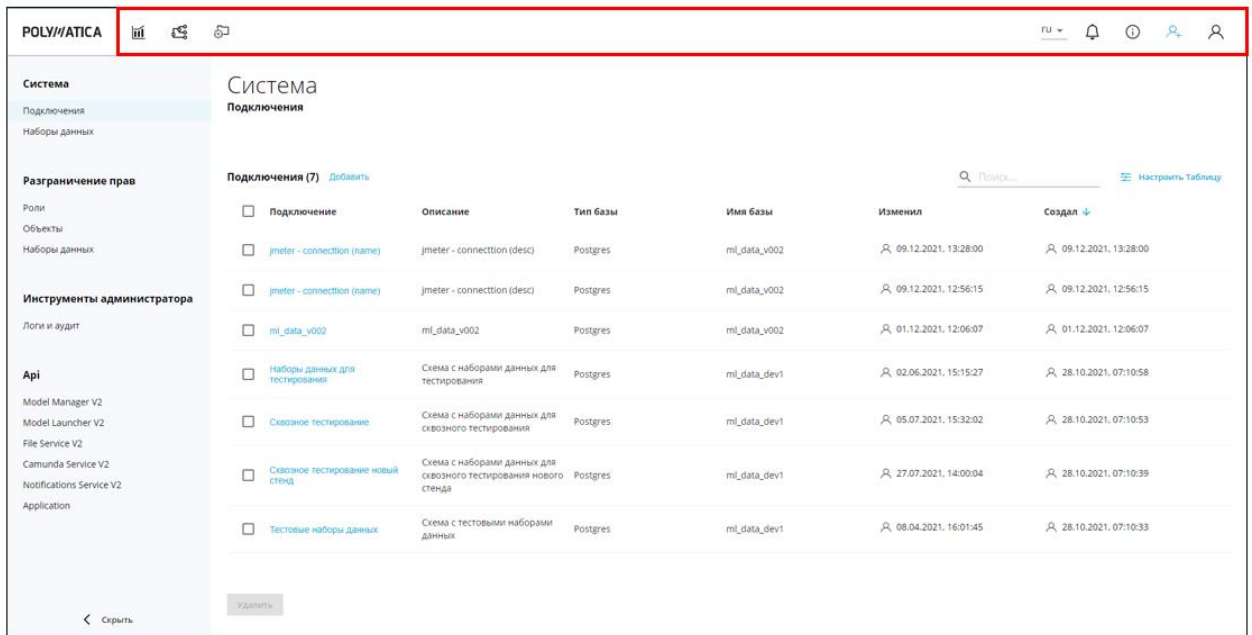 POLYMATICA
ru
Система
Подключения
Наборы данных
Разграничение прав
Роли
Объекты
Наборы данных
Инструменты администратора
Логи и аудит
Api
Model Manager V2
Model Launcher V2
File Service V2
Camunda Service V2
Notifications Service V2
Application
Скрыть
Система
Подключения
Подключения (7) Добавить
Поиск...
Настроить Таблицу
Подключение Описание Тип базы Имя базы Изменил Создал
jmeter - connecttion (name) jmeter - connecttion (desc) Postgres ml_data_v002 09.12.2021, 13:28:00 09.12.2021, 13:28:00
jmeter - connecttion (name) jmeter - connecttion (desc) Postgres ml_data_v002 09.12.2021, 12:56:15 09.12.2021, 12:56:15
ml_data_v002 ml_data_v002 Postgres ml_data_v002 01.12.2021, 12:06:07 01.12.2021, 12:06:07
Наборы данных для Схема с наборами данных для
тестирования тестирования Postgres ml_data_dev1 02.06.2021, 15:15:27 28.10.2021, 07:10:58
Сквозное тестирование Схема с наборами данных для
сквозного тестирования Postgres ml_data_dev1 05.07.2021, 15:32:02 28.10.2021, 07:10:53
Сквозное тестирование новый Схема с наборами данных для
стенд сквозного тестирования нового Postgres ml_data_dev1 27.07.2021, 14:00:04 28.10.2021, 07:10:39
стенда
Тестовые наборы данных Схема с тестовыми наборами
данных Postgres ml_data_dev1 08.04.2021, 16:01:45 28.10.2021, 07:10:33
Удалить